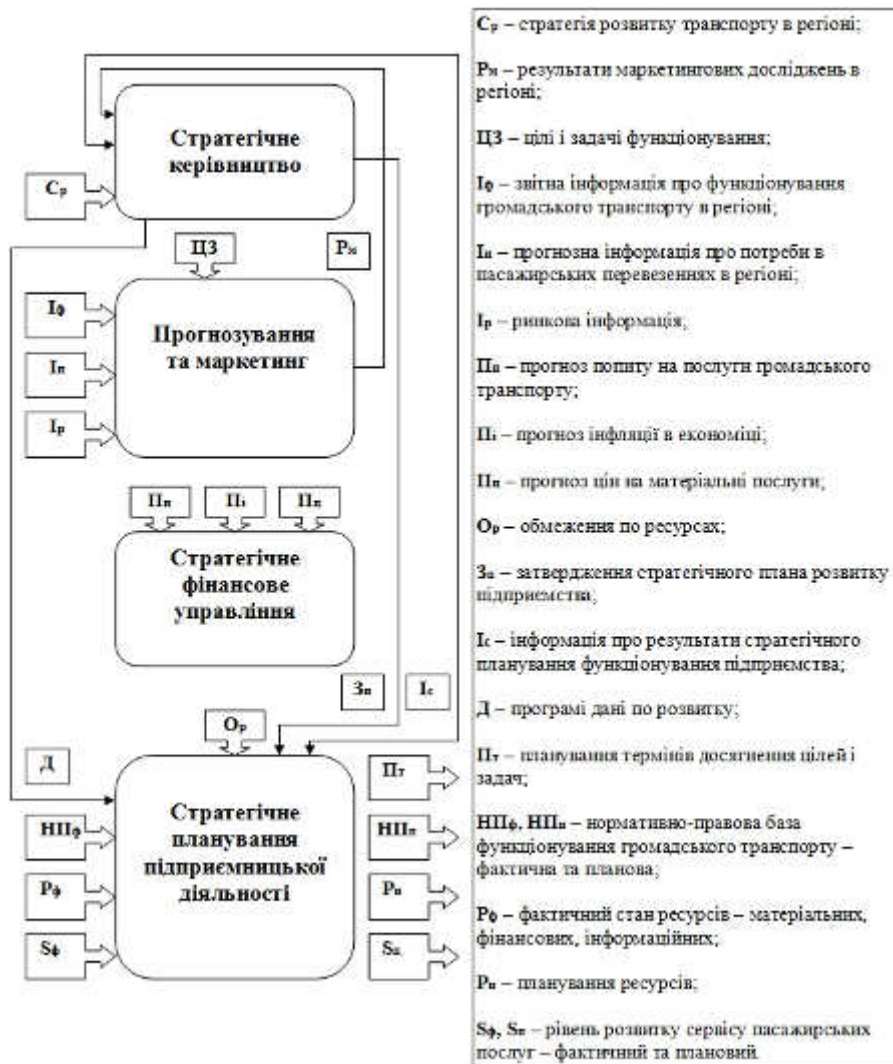 Стратегічне
керівництво
Ср
ЦЗ
Рм
Іф
Іп
Ір
Прогнозування
та маркетинг
Пп
Пі
Пп
Стратегічне
фінансове
управління
Зп
Іс
Ор
Д
Стратегічне
планування
підприємницької
діяльності
НПф
Рф
Sф
Пт
НПп
Рп
Sп
Ср – стратегія розвитку транспорту в регіоні;
Рм – результати маркетингових досліджень в
регіоні;
ЦЗ – цілі і задачі функціонування;
Іф – звітна інформація про функціонування
громадського транспорту в регіоні;
Іп – прогнозна інформація про потреби в
пасажирських перевезеннях в регіоні;
Ір – ринкова інформація;
Пп – прогноз попиту на послуги громадського
транспорту;
Пі – прогноз інфляції в економіці;
Пп – прогноз цін на матеріальні послуги;
Ор – обмеження по ресурсах;
Зп – затвердження стратегічного плана розвитку
підприємства;
Іс – інформація про результати стратегічного
планування функціонування підприємства;
Д – програмі дані по розвитку;
Пт – планування термінів досягнення цілей і
задач;
НПф, НПп – нормативно-правова база
функціонування громадського транспорту –
фактична та планова;
Рф – фактичний стан ресурсів – матеріальних,
фінансових, інформаційних;
Рп – планування ресурсів;
Sф, Sп – рівень розвитку сервісу пасажирських
послуг – фактичний та плановий.